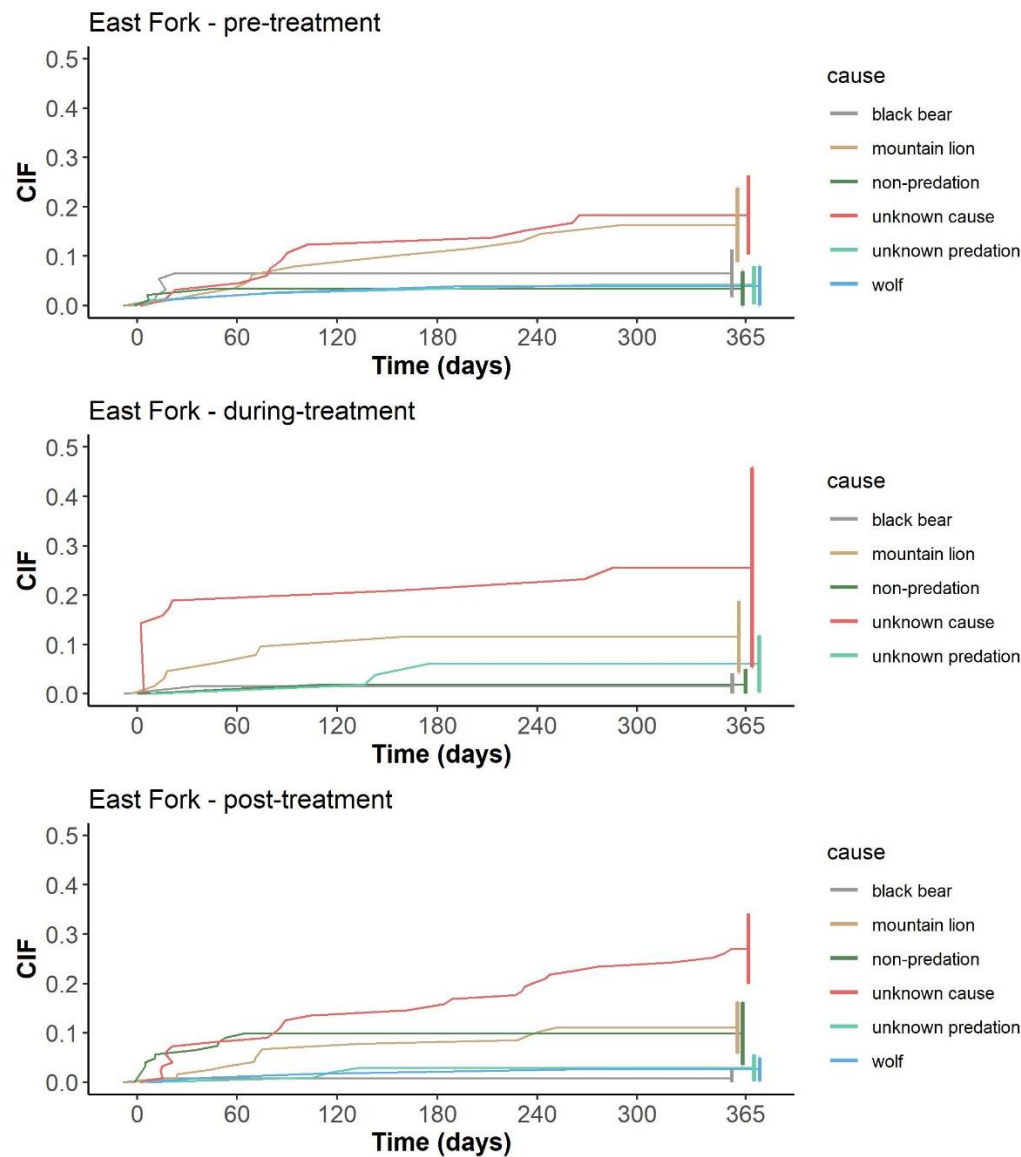 East Fork - pre-treatment
0.5
0.4
0.3
0.2
0.1
0.0
CIF
0 60 120 180 240 300 365
Time (days)
cause
black bear
mountain lion
non-predation
unknown cause
unknown predation
wolf
East Fork - during-treatment
0.5
0.4
0.3
0.2
0.1
0.0
CIF
0 60 120 180 240 300 365
Time (days)
cause
black bear
mountain lion
non-predation
unknown cause
unknown predation
East Fork - post-treatment
0.5
0.4
0.3
0.2
0.1
0.0
CIF
0 60 120 180 240 300 365
Time (days)
cause
black bear
mountain lion
non-predation
unknown cause
unknown predation
wolf